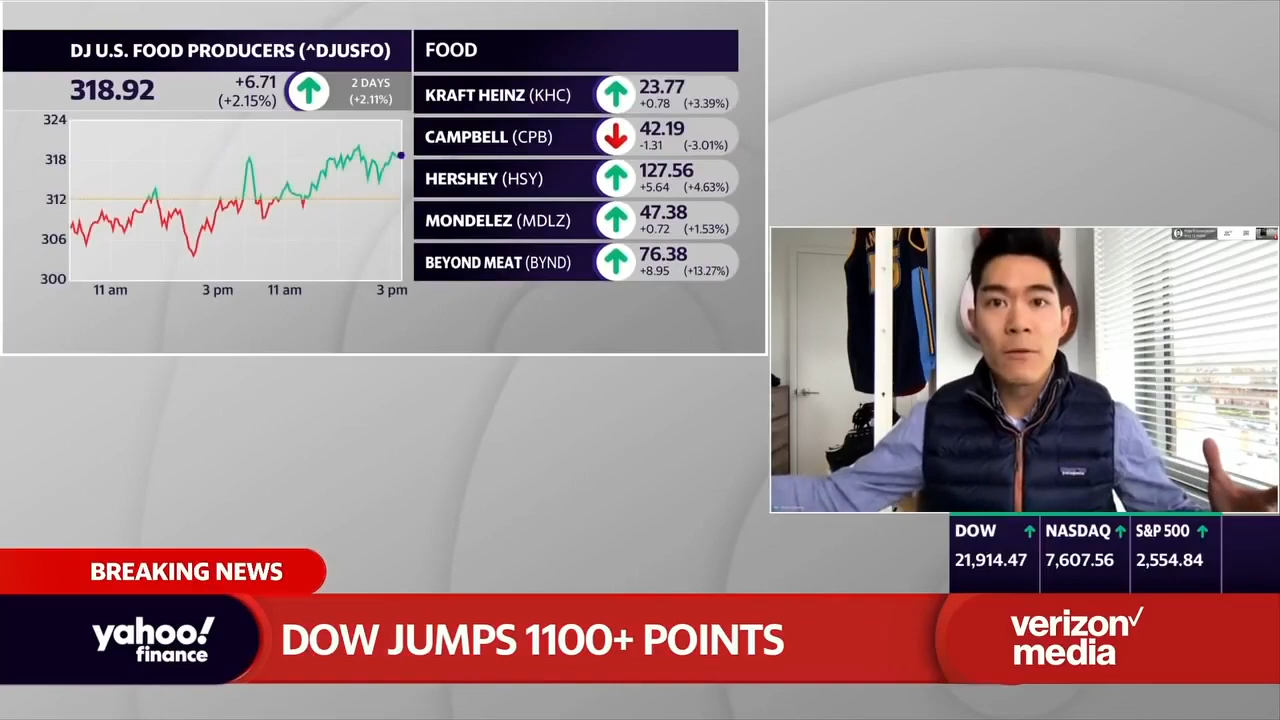 DJ U.S. FOOD PRODUCERS (^DJUSFO)
318.92
+6.71
(+2.15%)
2 DAYS
(+2.11%)
324
318
312
306
300
11 am
3 pm
11 am
3 pm
FOOD
KRAFT HEINZ (KHC)
23.77
+0.78 (+3.39%)
CAMPBELL (CPB)
42.19
-1.31 (-3.01%)
HERSHEY (HSY)
127.56
+5.64 (+4.63%)
MONDELEZ (MDLZ)
47.38
+0.72 (+1.53%)
BEYOND MEAT (BYND)
76.38
+8.95 (+13.27%)
patagonia
DOW
21,914.47
NASDAQ
7,607.56
S&P 500
2,554.84
BREAKING NEWS
yahoo!
finance
DOW JUMPS 1100+ POINTS
verizon
media